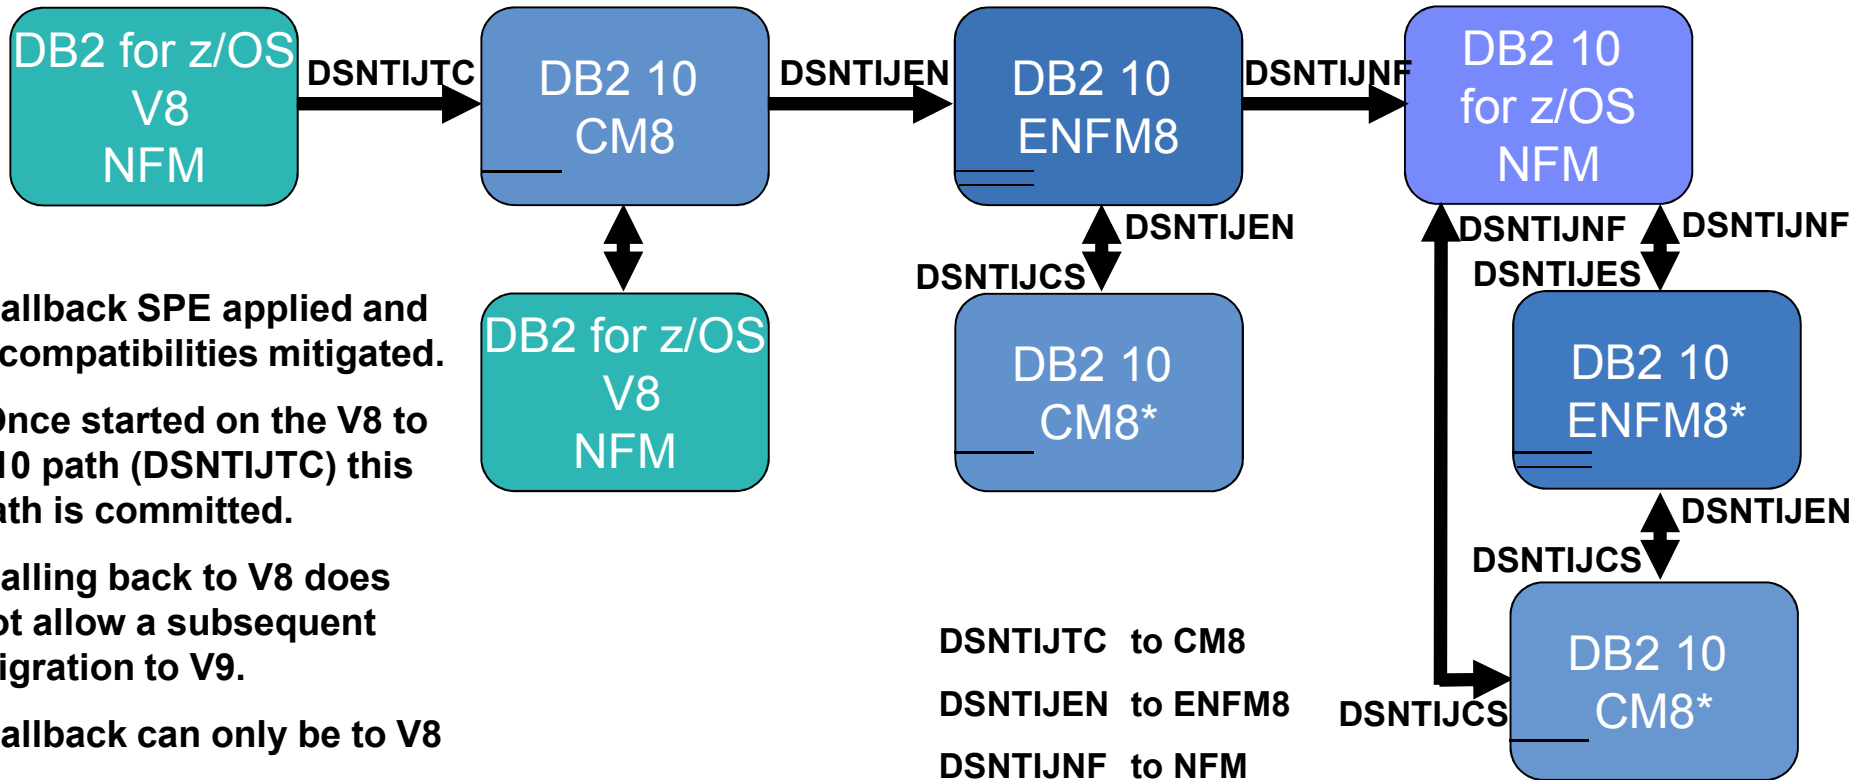 DB2 for z/OS
V8
NFM
DSNTIJTC
DB2 10
CM8
DSNTIJEN
DB2 10
ENFM8
DSNTIJNF
DB2 10
for z/OS
NFM
DB2 for z/OS
V8
NFM
DSNTIJEN
DSNTIJCS
DB2 10
CM8*
DSNTIJNF
DSNTIJNF
DSNTIJES
DB2 10
ENFM8*
DSNTIJEN
DSNTIJCS
DB2 10
CM8*
DSNTIJCS
allback SPE applied and
compatibilities mitigated.
nce started on the V8 to
10 path (DSNTIJTC) this
ath is committed.
alling back to V8 does
ot allow a subsequent
igration to V9.
allback can only be to V8
DSNTIJTC to CM8
DSNTIJEN to ENFM8
DSNTIJNF to NFM